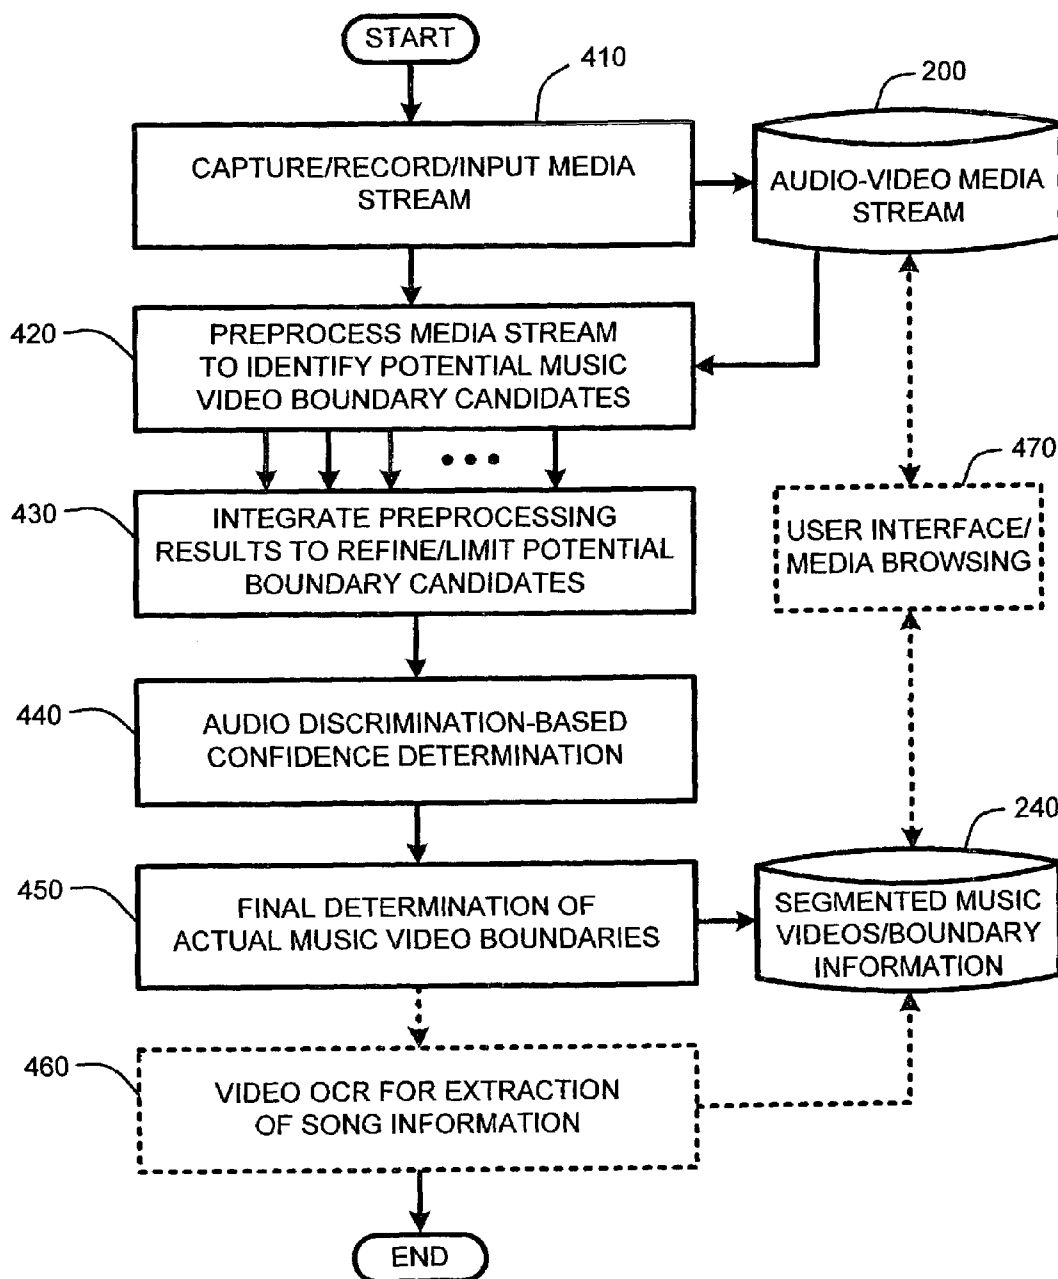 START
410
200
CAPTURE/RECORD/INPUT MEDIA
STREAM
AUDIO-VIDEO MEDIA
STREAM
420
PREPROCESS MEDIA STREAM
TO IDENTIFY POTENTIAL MUSIC
VIDEO BOUNDARY CANDIDATES
430
INTEGRATE PREPROCESSING
RESULTS TO REFINE/LIMIT POTENTIAL
BOUNDARY CANDIDATES
470
USER INTERFACE/
MEDIA BROWSING
440
AUDIO DISCRIMINATION-BASED
CONFIDENCE DETERMINATION
450
FINAL DETERMINATION OF
ACTUAL MUSIC VIDEO BOUNDARIES
240
SEGMENTED MUSIC
VIDEOS/BOUNDARY
INFORMATION
460
VIDEO OCR FOR EXTRACTION
OF SONG INFORMATION
END